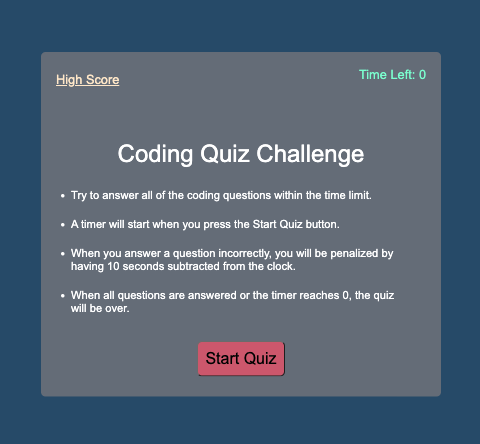 High Score
Time Left: 0
Coding Quiz Challenge
• Try to answer all of the coding questions within the time limit.
• A timer will start when you press the Start Quiz button.
• When you answer a question incorrectly, you will be penalized by
having 10 seconds subtracted from the clock.
• When all questions are answered or the timer reaches 0, the quiz
will be over.
Start Quiz